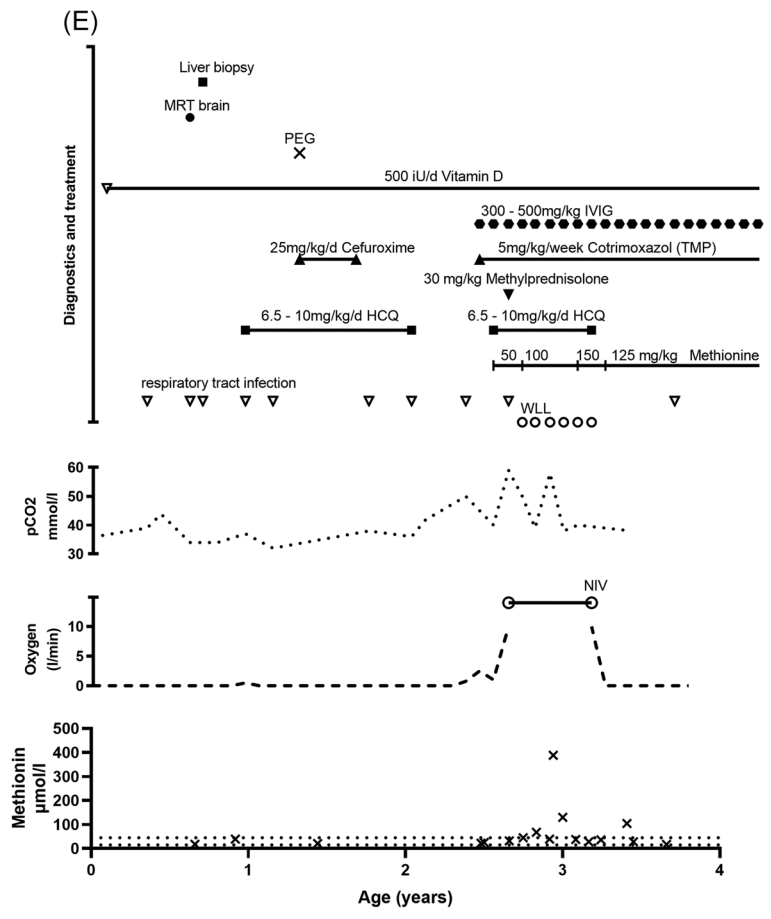 (E)
Liver biopsy
MRT brain
PEG
500 iU/d Vitamin D
300 - 500mg/kg IVIG
25mg/kg/d Cefuroxime
5mg/kg/week Cotrimoxazol (TMP)
30 mg/kg Methylprednisolone
6.5 - 10mg/kg/d HCQ
6.5 - 10mg/kg/d HCQ
50 100 150 125 mg/kg Methionine
respiratory tract infection
WLL
Diagnostics and treatment
60
50
40
30
pCO2
mmol/l
NIV
10
5
0
Oxygen
(l/min)
500
400
300
200
100
0
Methionin
µmol/l
0 1 2 3 4
Age (years)